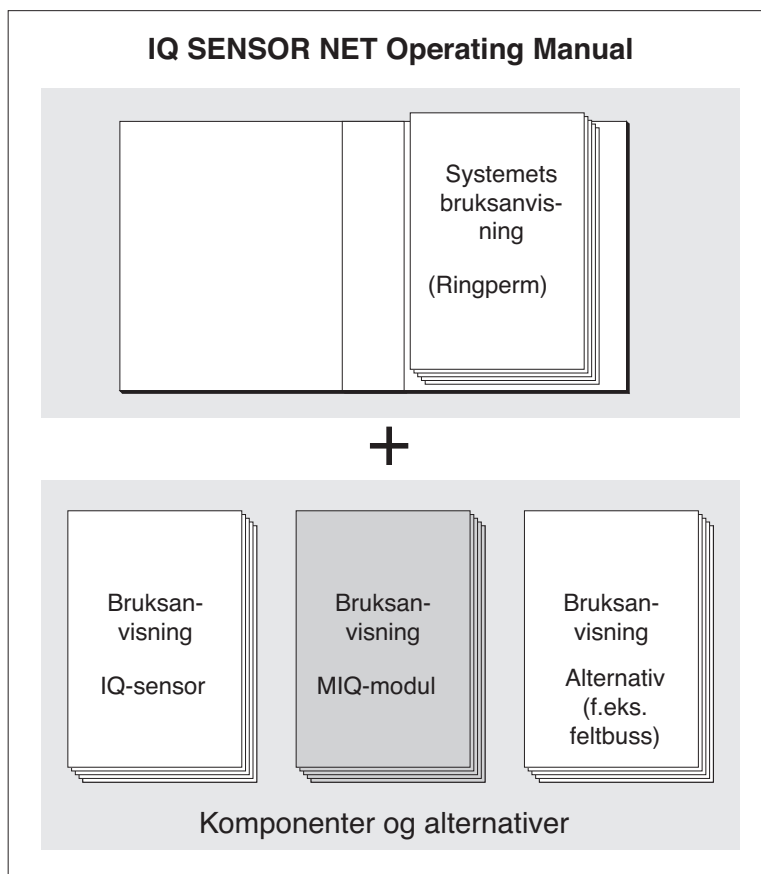 IQ SENSOR NET Operating Manual
Systemets
bruksanvis-
ning
(Ringperm)
+
Bruksan-
visning
IQ-sensor
Bruksan-
visning
MIQ-modul
Bruksan-
visning
Alternativ
(f.eks.
feltbuss)
Komponenter og alternativer